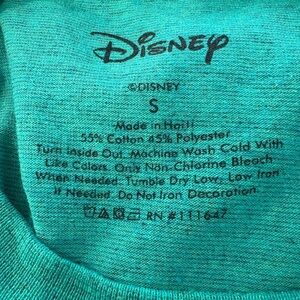 Disney
©DISNEY
S
Made in Haiti
55% Cotton 45% Polyester
Turn Inside Out. Machine Wash Cold With
Like Colors. Only Non-Chlorine Bleach
When Needed. Tumble Dry Low. Low Iron
If Needed. Do Not Iron Decoration.
RN #111647